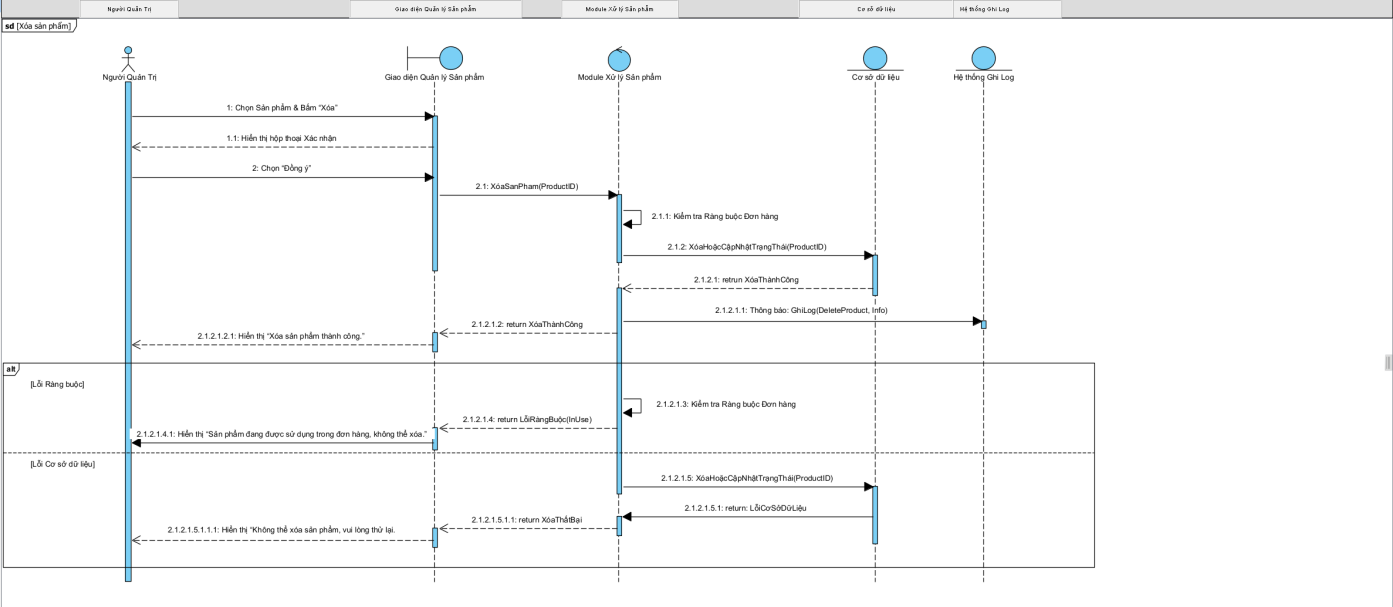 Người Quản Trị
Giao diện Quản lý Sản phẩm
Module Xử lý Sản phẩm
Cơ sở dữ liệu
Hệ thống Ghi Log
sd [Xóa sản phẩm]
Người Quản Trị
Giao diện Quản lý Sản phẩm
Module Xử lý Sản phẩm
Cơ sở dữ liệu
Hệ thống Ghi Log
1: Chọn Sản phẩm & Bấm "Xóa"
1.1: Hiển thị hộp thoại Xác nhận
2: Chọn "Đồng ý"
2.1: XóaSanPham(ProductID)
2.1.1: Kiểm tra Ràng buộc Đơn hàng
2.1.2: XóaHoặcCậpNhậtTrạngThái(ProductID)
2.1.2.1: retrun XóaThànhCông
2.1.2.1.1: Thông báo: GhiLog(DeleteProduct, Info)
2.1.2.1.2: return XóaThànhCông
2.1.2.1.2.1: Hiển thị "Xóa sản phẩm thành công."
alt
[Lỗi Ràng buộc]
2.1.2.1.3: Kiểm tra Ràng buộc Đơn hàng
2.1.2.1.4: return LỗiRàngBuộc(InUse)
2.1.2.1.4.1: Hiển thị "Sản phẩm đang được sử dụng trong đơn hàng, không thể xóa."
[Lỗi Cơ sở dữ liệu]
2.1.2.1.5: XóaHoặcCậpNhậtTrạngThái(ProductID)
2.1.2.1.5.1: return: LỗiCơSởDữLiệu
2.1.2.1.5.1.1: return XóaThấtBại
2.1.2.1.5.1.1.1: Hiển thị "Không thể xóa sản phẩm, vui lòng thử lại.